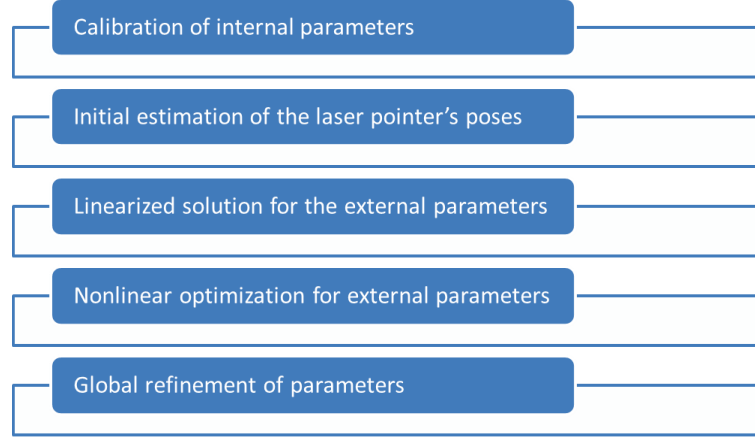 Calibration of internal parameters
Initial estimation of the laser pointer’s poses
Linearized solution for the external parameters
Nonlinear optimization for external parameters
Global refinement of parameters